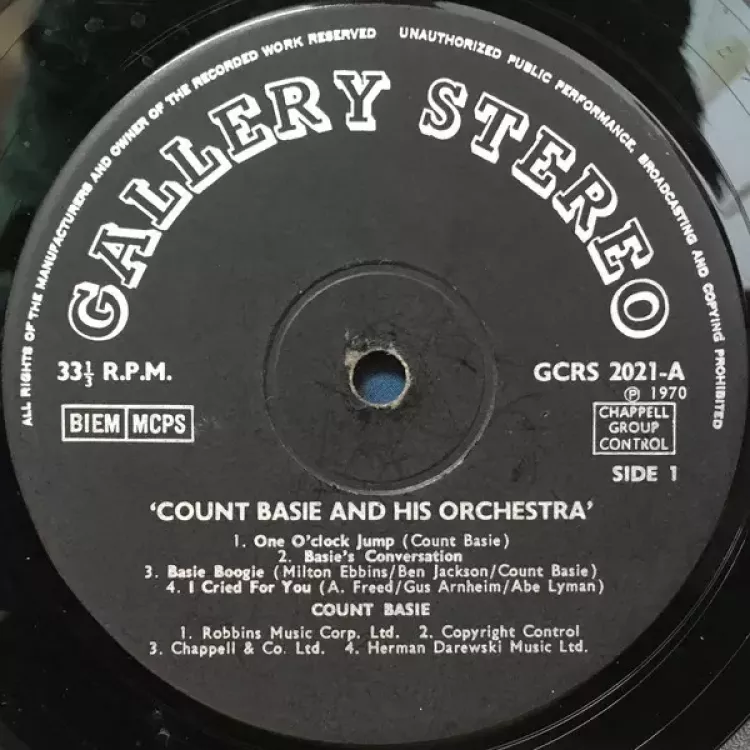 ALL RIGHTS OF THE MANUFACTURERS AND OWNER OF THE RECORDED WORK RESERVED
UNAUTHORIZED PUBLIC PERFORMANCE, BROADCASTING AND COPYING PROHIBITED
GALLERY STEREO
33⅓ R.P.M.
BIEM MCPS
GCRS 2021-A
℗ 1970
CHAPPELL
GROUP
CONTROL
SIDE 1
'COUNT BASIE AND HIS ORCHESTRA'
1. One O'clock Jump (Count Basie)
2. Basie's Conversation
3. Basie Boogie (Milton Ebbins/Ben Jackson/Count Basie)
4. I Cried For You (A. Freed/Gus Arnheim/Abe Lyman)
COUNT BASIE
1. Robbins Music Corp. Ltd. 2. Copyright Control
3. Chappell & Co. Ltd. 4. Herman Darewski Music Ltd.